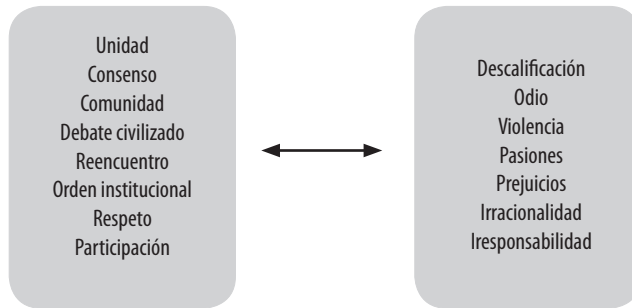 Unidad
Consenso
Comunidad
Debate civilizado
Reencuentro
Orden institucional
Respeto
Participación
Descalificación
Odio
Violencia
Pasiones
Prejuicios
Irracionalidad
Iresponsabilidad